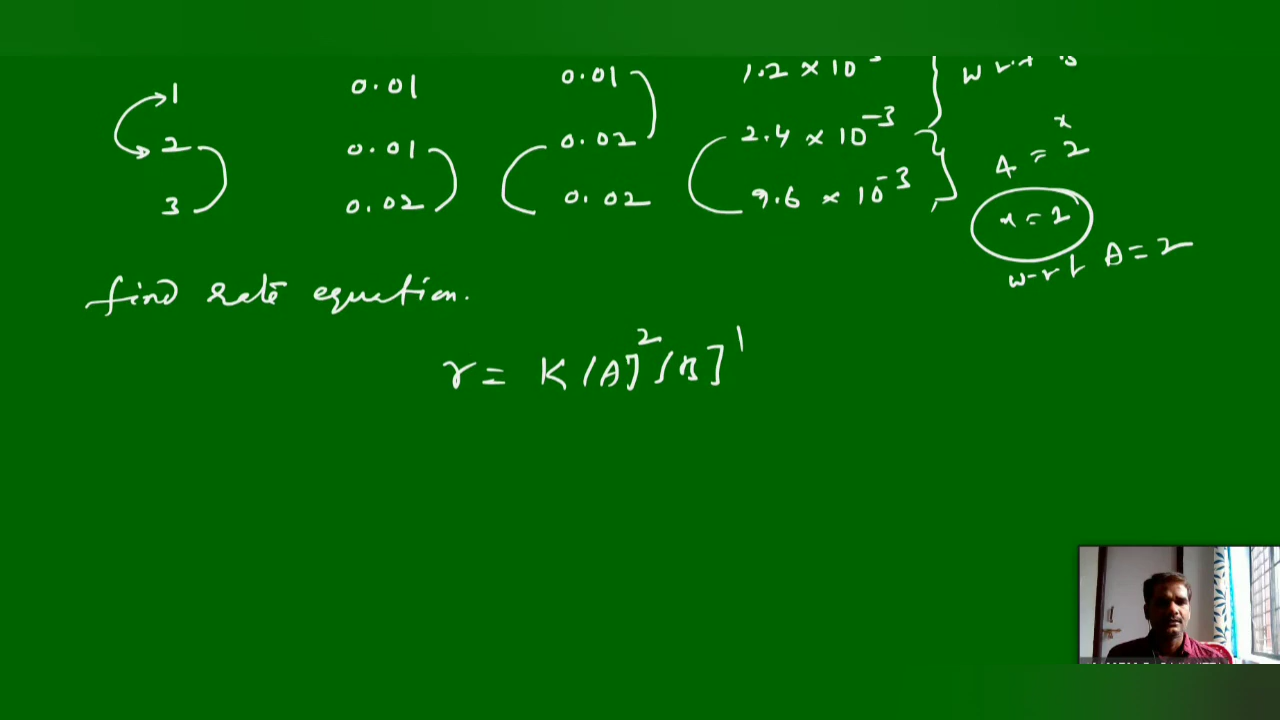 1 0.01 0.01 1.2 × 10
2 0.01 0.02 2.4 × 10⁻³
3 0.02 0.02 9.6 × 10⁻³
w.r.t B
4 = 2ˣ
x = 2
w.r.t A = 2
find rate equation.
r = K [A]² [B]¹